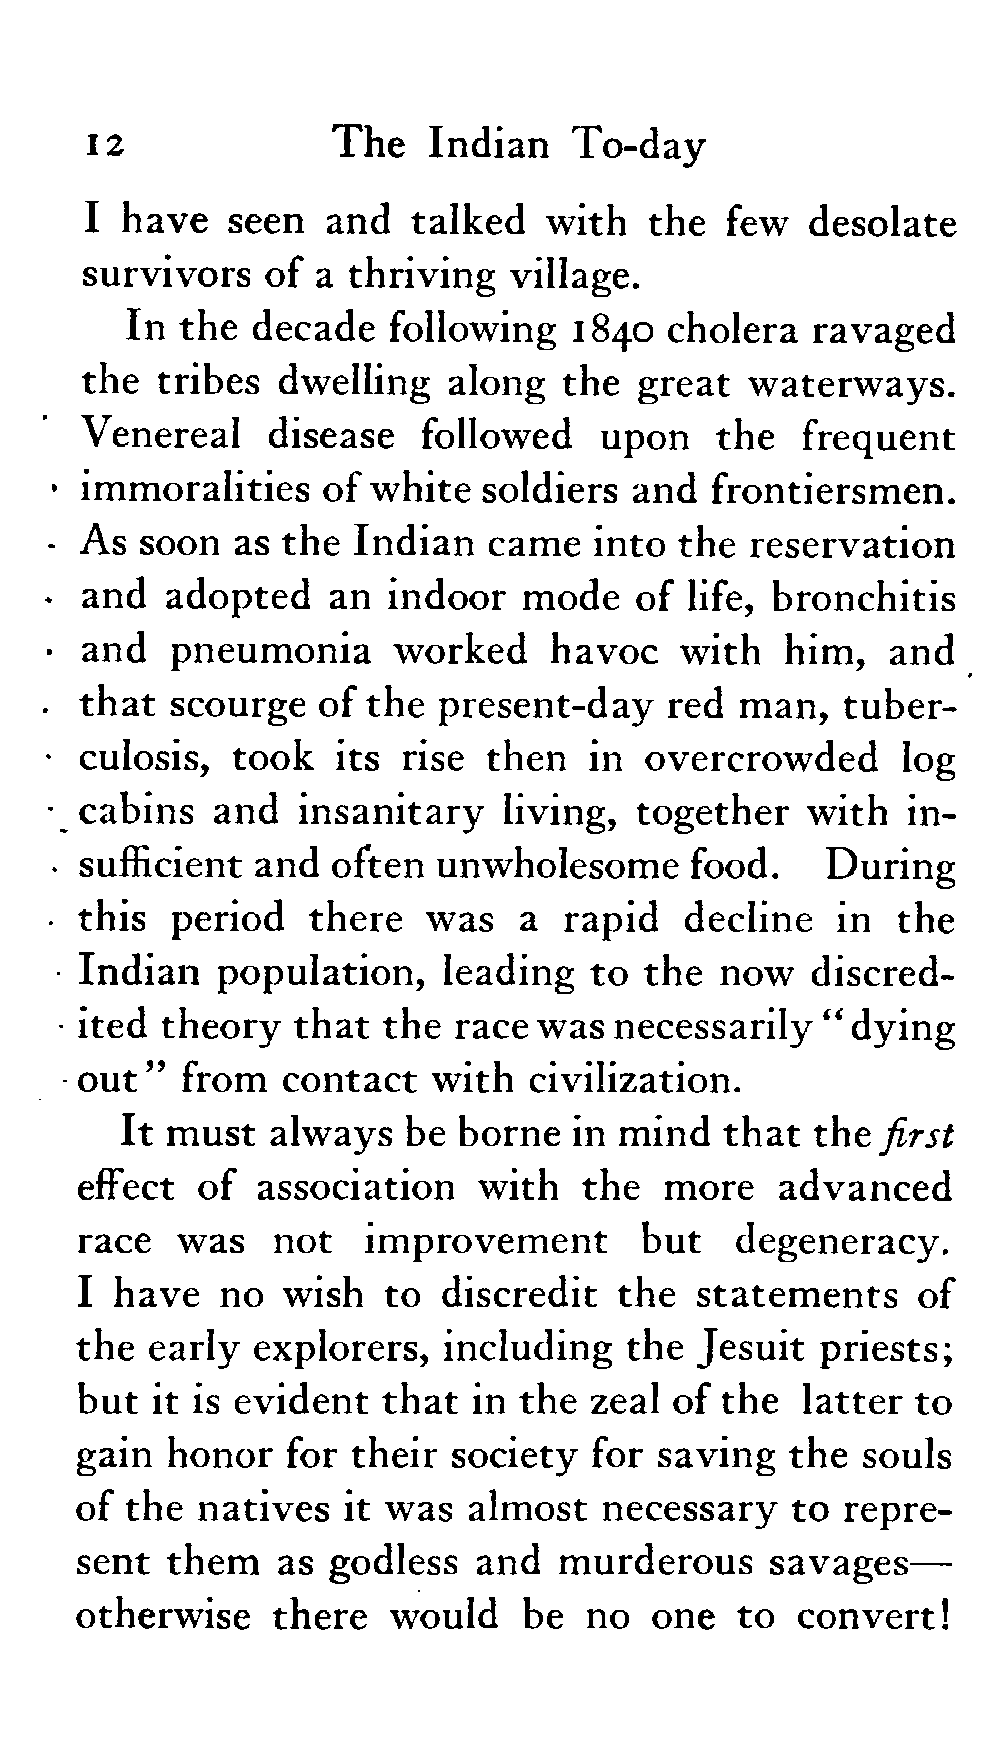 12 The Indian To-day
I have seen and talked with the few desolate
survivors of a thriving village.
In the decade following 1840 cholera ravaged
the tribes dwelling along the great waterways.
Venereal disease followed upon the frequent
immoralities of white soldiers and frontiersmen.
As soon as the Indian came into the reservation
and adopted an indoor mode of life, bronchitis
and pneumonia worked havoc with him, and
that scourge of the present-day red man, tuber-
culosis, took its rise then in overcrowded log
cabins and insanitary living, together with in-
sufficient and often unwholesome food. During
this period there was a rapid decline in the
Indian population, leading to the now discred-
ited theory that the race was necessarily “dying
out” from contact with civilization.
It must always be borne in mind that the first
effect of association with the more advanced
race was not improvement but degeneracy.
I have no wish to discredit the statements of
the early explorers, including the Jesuit priests;
but it is evident that in the zeal of the latter to
gain honor for their society for saving the souls
of the natives it was almost necessary to repre-
sent them as godless and murderous savages—
otherwise there would be no one to convert!